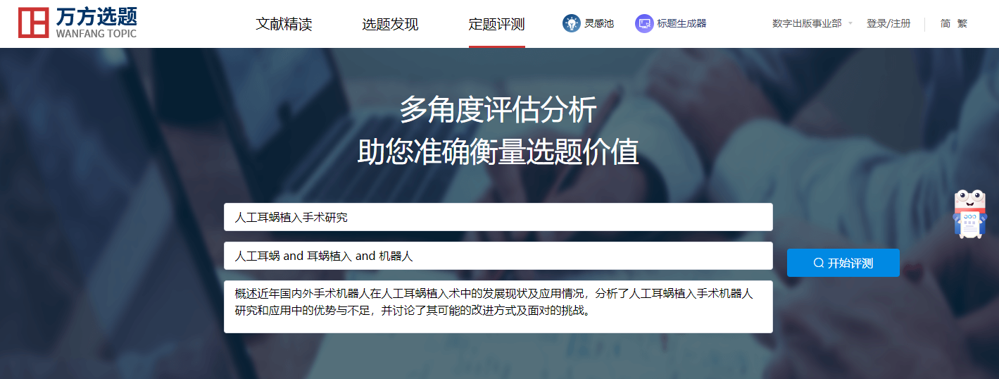 万方选题
WANFANG TOPIC
文献精读
选题发现
定题评测
灵感池
标题生成器
数字出版事业部
登录/注册
简 繁
多角度评估分析
助您准确衡量选题价值
人工耳蜗植入手术研究
人工耳蜗 and 耳蜗植入 and 机器人
开始评测
概述近年国内外手术机器人在人工耳蜗植入术中的发展现状及应用情况，分析了人工耳蜗植入手术机器人
研究和应用中的优势与不足，并讨论了其可能的改进方式及面对的挑战。